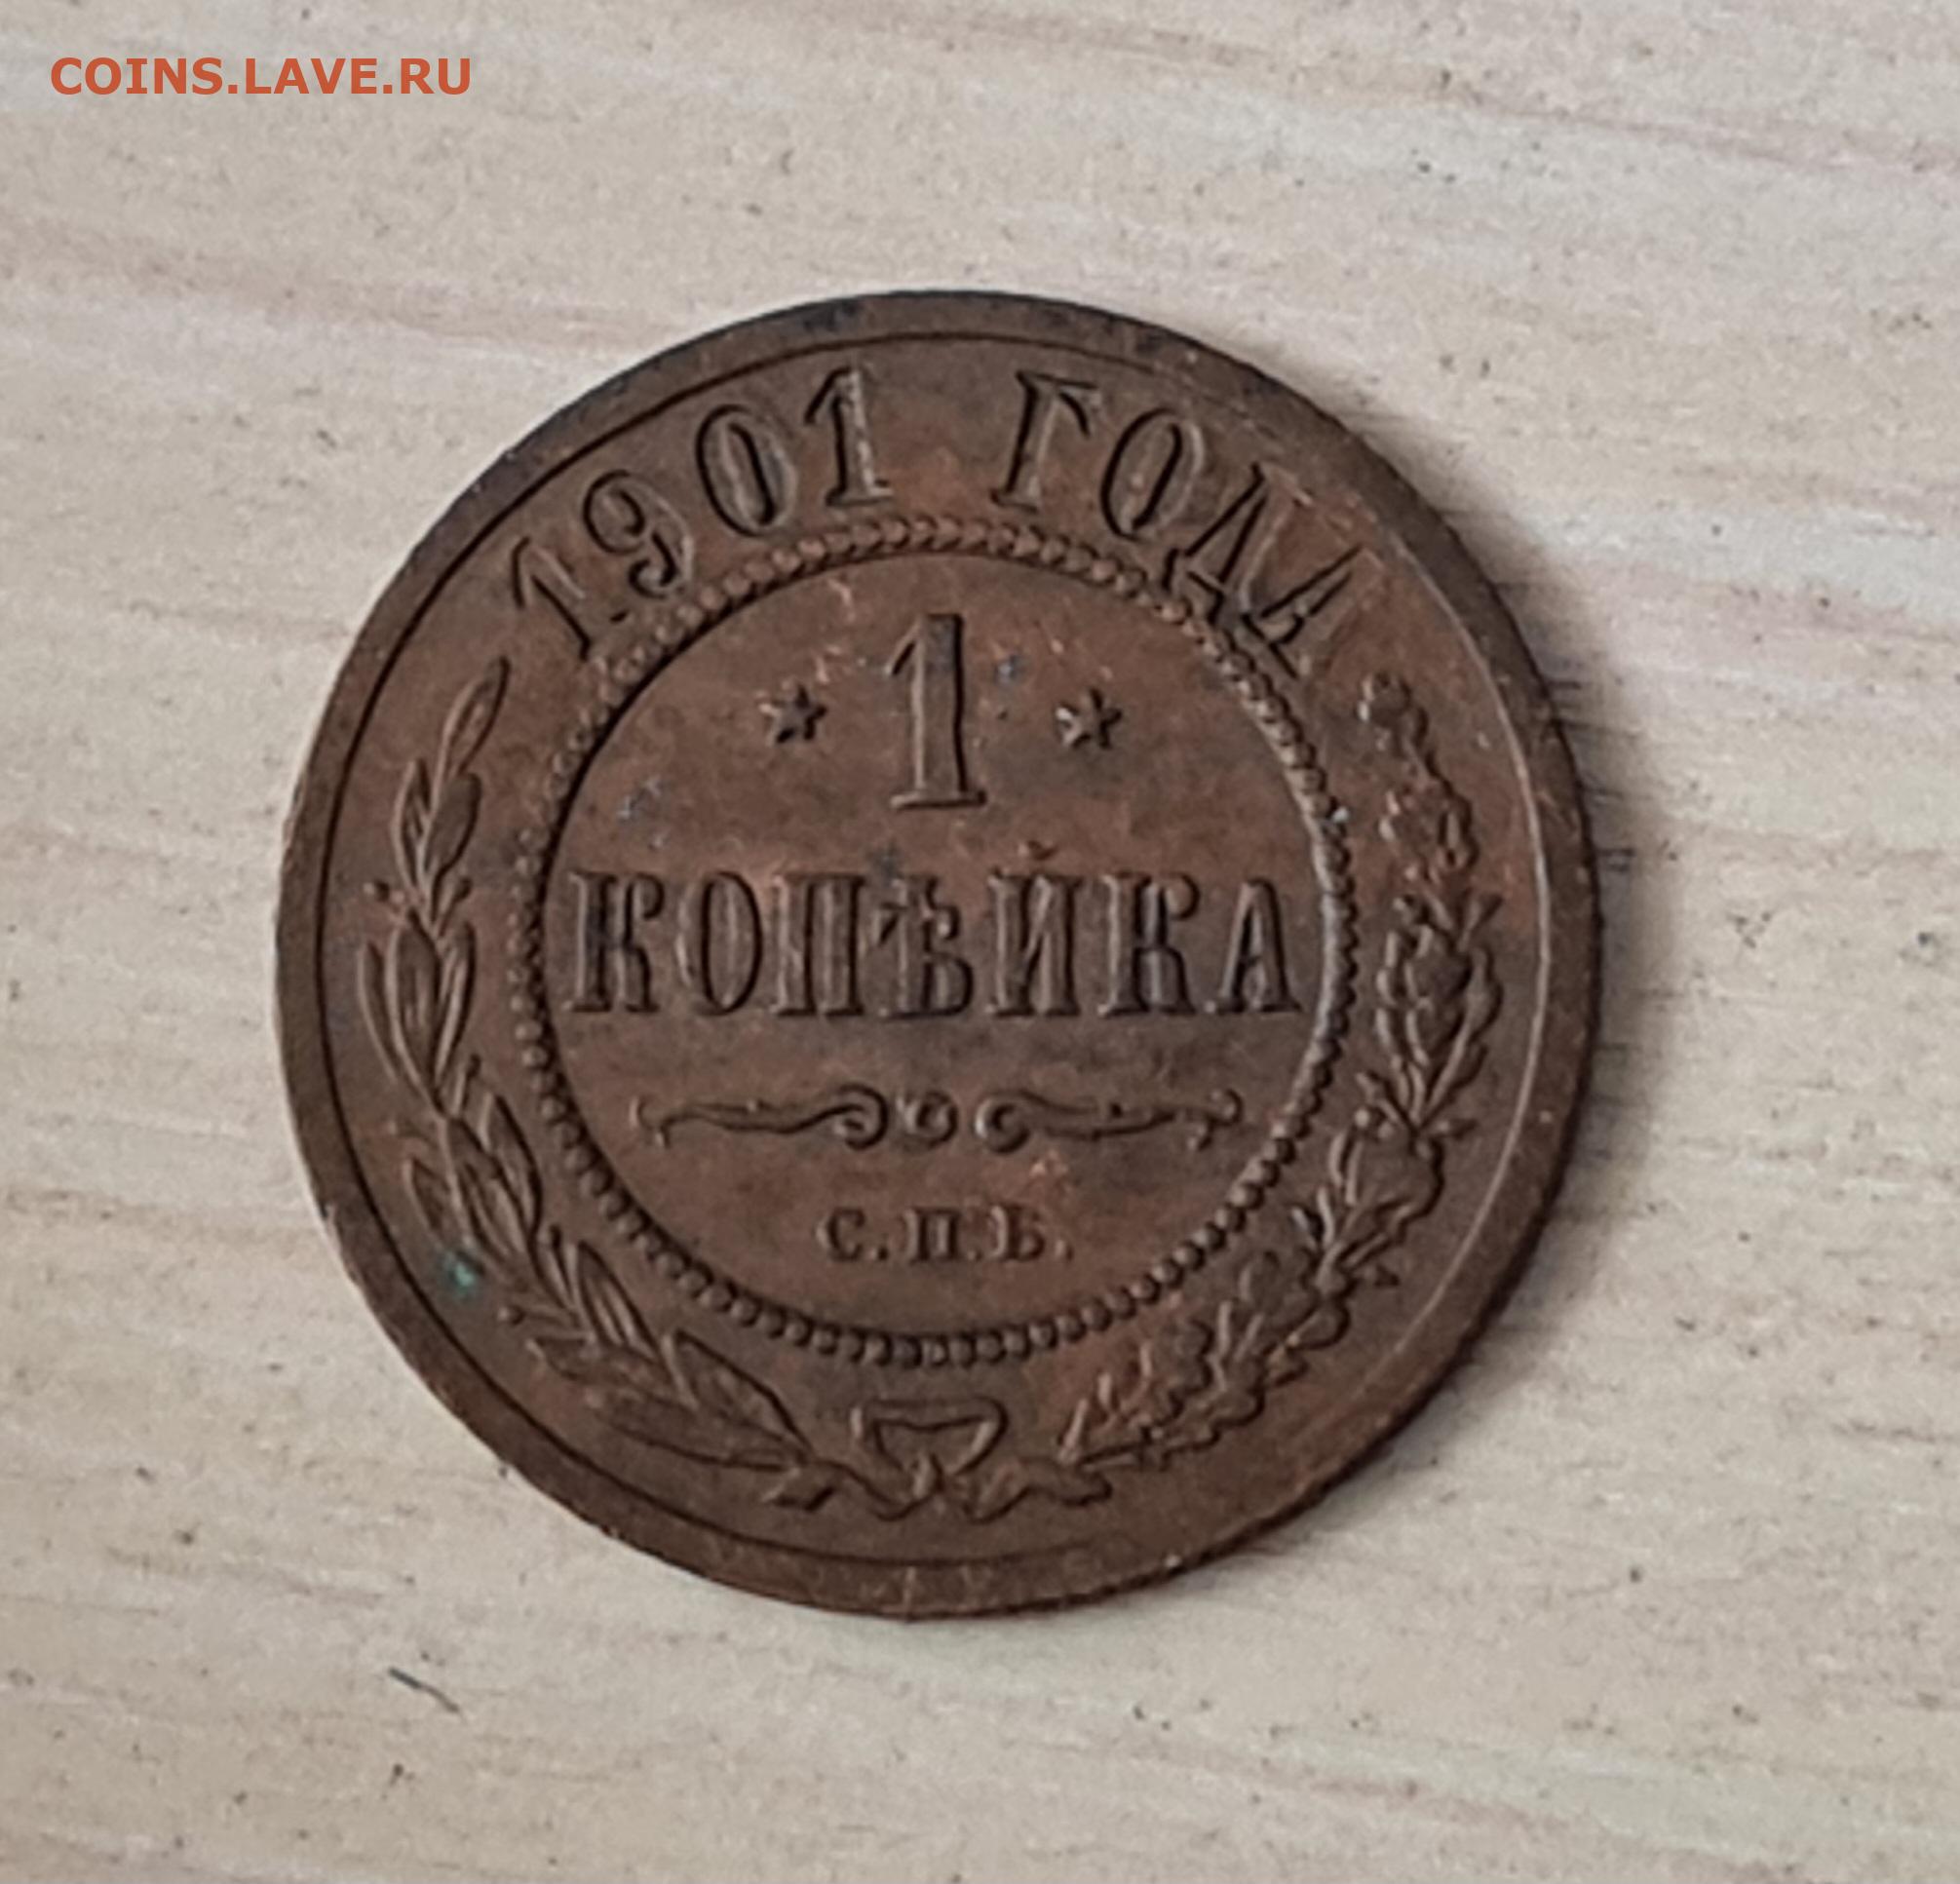 COINS.LAVE.RU
1901 ГОДА
1
КОПѢЙКА
С.П.Б.